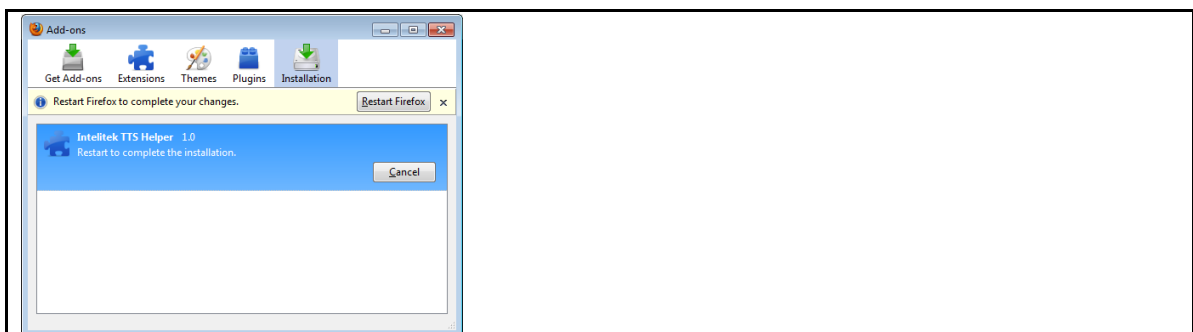 Add-ons
Get Add-ons Extensions Themes Plugins Installation
Restart Firefox to complete your changes. Restart Firefox x
Intelitek TTS Helper 1.0
Restart to complete the installation.
Cancel